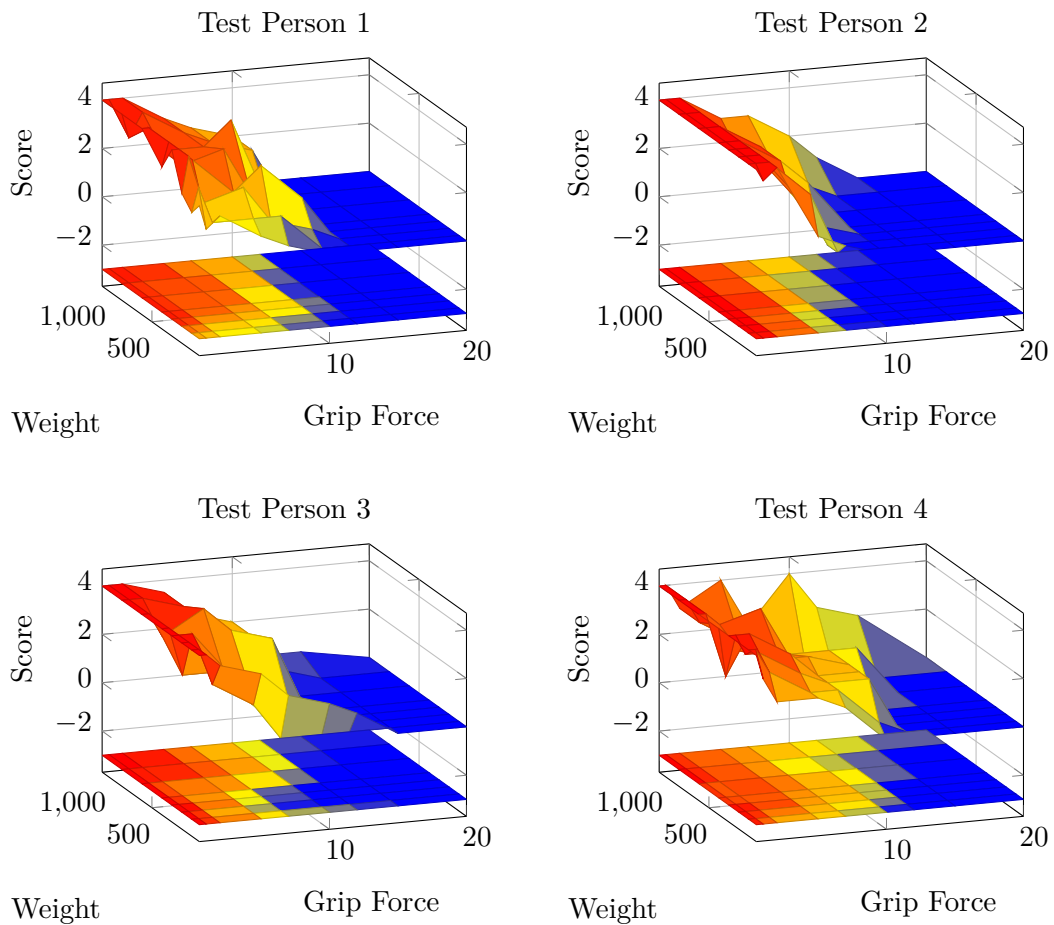 Test Person 1
4
2
0
−2
Score
1,000
500
10
20
Weight
Grip Force
Test Person 2
4
2
0
−2
Score
1,000
500
10
20
Weight
Grip Force
Test Person 3
4
2
0
−2
Score
1,000
500
10
20
Weight
Grip Force
Test Person 4
4
2
0
−2
Score
1,000
500
10
20
Weight
Grip Force